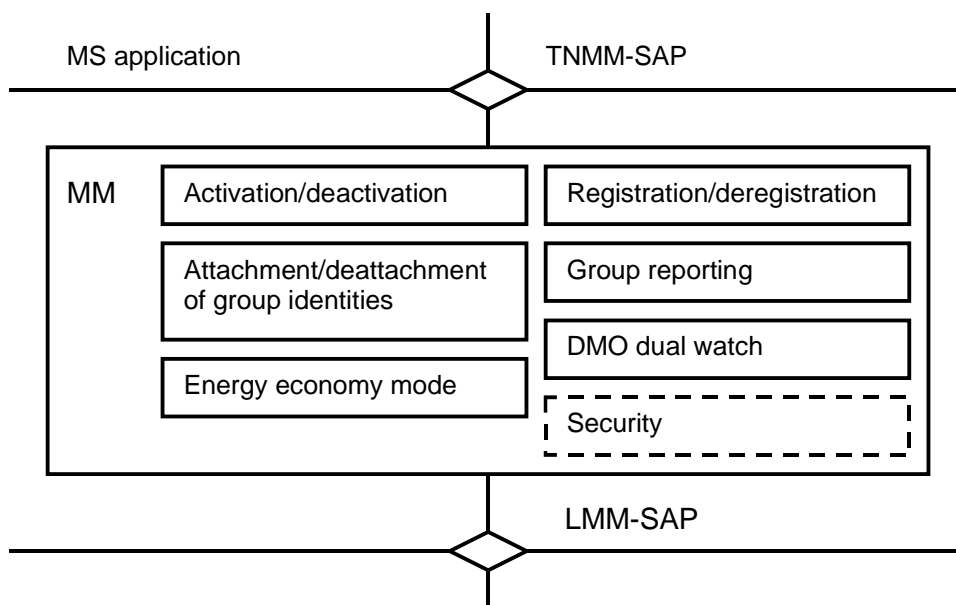 MS application
TNMM-SAP
MM
Activation/deactivation
Registration/deregistration
Attachment/deattachment
of group identities
Group reporting
DMO dual watch
Energy economy mode
Security
LMM-SAP